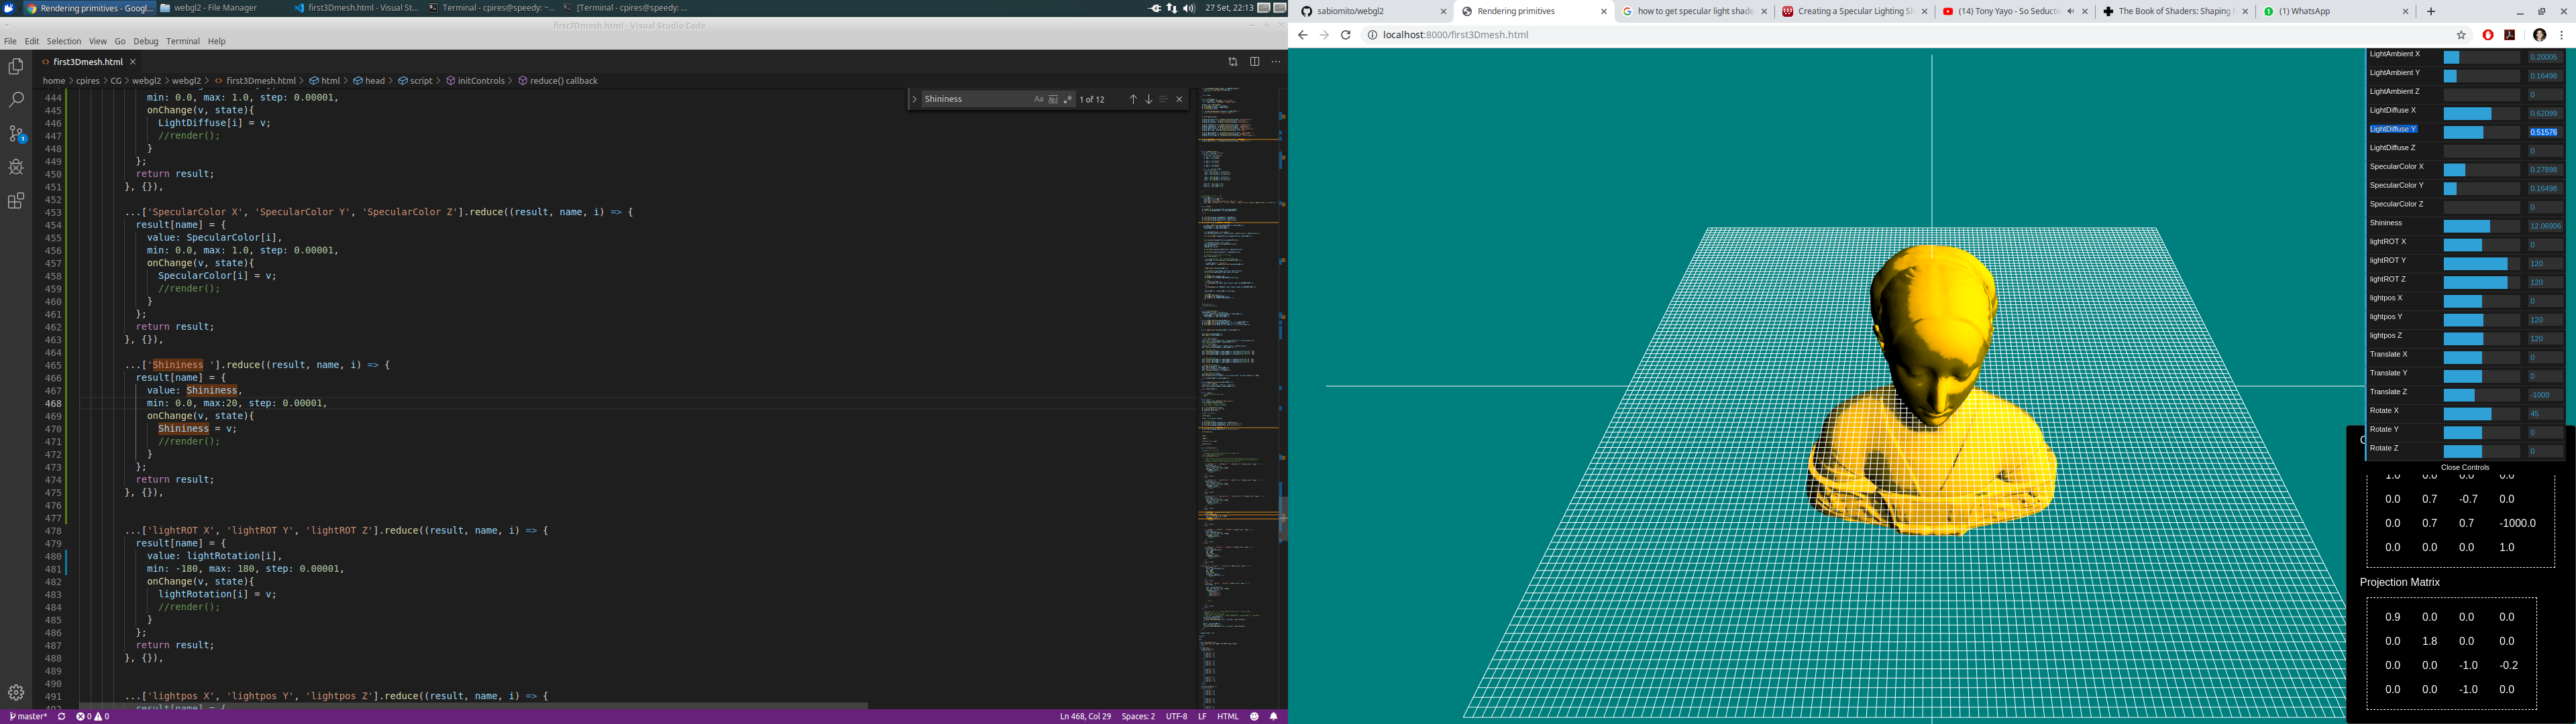 Rendering primitives - Googl...
webgl2 - File Manager
first3Dmesh.html - Visual St...
Terminal - cpires@speedy: ~...
[Terminal - cpires@speedy: ...
27 Set, 22:13
first3Dmesh.html - Visual Studio Code
File Edit Selection View Go Debug Terminal Help
first3Dmesh.html
home > cpires > CG > webgl2 > webgl2 > first3Dmesh.html > html > head > script > initControls > reduce() callback
Shininess
Aa
1 of 12
444 min: 0.0, max: 1.0, step: 0.00001,
445 onChange(v, state){
446 LightDiffuse[i] = v;
447 //render();
448 }
449 };
450 return result;
451 }, {}),
452
453 ...['SpecularColor X', 'SpecularColor Y', 'SpecularColor Z'].reduce((result, name, i) => {
454 result[name] = {
455 value: SpecularColor[i],
456 min: 0.0, max: 1.0, step: 0.00001,
457 onChange(v, state){
458 SpecularColor[i] = v;
459 //render();
460 }
461 };
462 return result;
463 }, {}),
464
465 ...['Shininess '].reduce((result, name, i) => {
466 result[name] = {
467 value: Shininess,
468 min: 0.0, max:20, step: 0.00001,
469 onChange(v, state){
470 Shininess = v;
471 //render();
472 }
473 };
474 return result;
475 }, {}),
476
477
478 ...['lightROT X', 'lightROT Y', 'lightROT Z'].reduce((result, name, i) => {
479 result[name] = {
480 value: lightRotation[i],
481 min: -180, max: 180, step: 0.00001,
482 onChange(v, state){
483 lightRotation[i] = v;
484 //render();
485 }
486 };
487 return result;
488 }, {}),
489
490
491 ...['lightpos X', 'lightpos Y', 'lightpos Z'].reduce((result, name, i) => {
master*
0 0
Ln 468, Col 29
Spaces: 2
UTF-8
LF
HTML
sabiomito/webgl2
Rendering primitives
how to get specular light shade
Creating a Specular Lighting Sh
(14) Tony Yayo - So Seductiv
The Book of Shaders: Shaping f
(1) WhatsApp
localhost:8000/first3Dmesh.html
LightAmbient X 0.20005
LightAmbient Y 0.16498
LightAmbient Z 0
LightDiffuse X 0.62099
LightDiffuse Y 0.51576
LightDiffuse Z 0
SpecularColor X 0.27898
SpecularColor Y 0.16498
SpecularColor Z 0
Shininess 12.06906
lightROT X 0
lightROT Y 120
lightROT Z 120
lightpos X 0
lightpos Y 120
lightpos Z 120
Translate X 0
Translate Y 0
Translate Z -1000
Rotate X 45
Rotate Y 0
Rotate Z 0
Close Controls
1.0 0.0 0.0 0.0
0.0 0.7 -0.7 0.0
0.0 0.7 0.7 -1000.0
0.0 0.0 0.0 1.0
Projection Matrix
0.9 0.0 0.0 0.0
0.0 1.8 0.0 0.0
0.0 0.0 -1.0 -0.2
0.0 0.0 -1.0 0.0